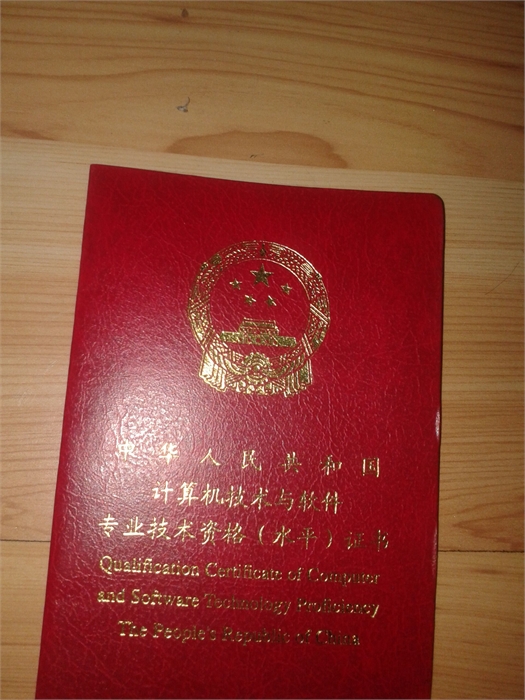 中华人民共和国
计算机技术与软件
专业技术资格（水平）证书
Qualification Certificate of Computer
and Software Technology Proficiency
The People's Republic of China